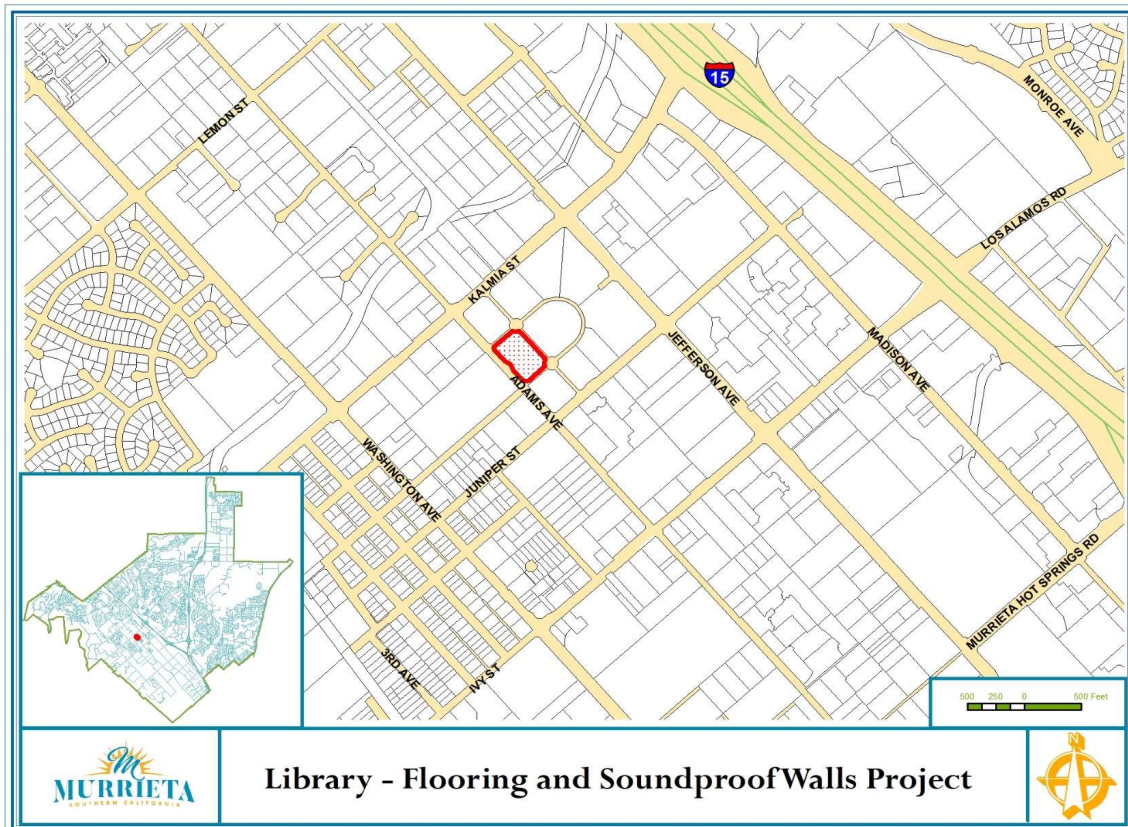 15
MONROE AVE
LEMON ST
LOS ALAMOS RD
KALMIA ST
JEFFERSON AVE
MADISON AVE
ADAMS AVE
WASHINGTON AVE
JUNIPER ST
MURRIETA HOT SPRINGS RD
3RD AVE
IVY ST
500 250 0 500 Feet
M
MURRIETA
SOUTHERN CALIFORNIA
Library - Flooring and Soundproof Walls Project
N